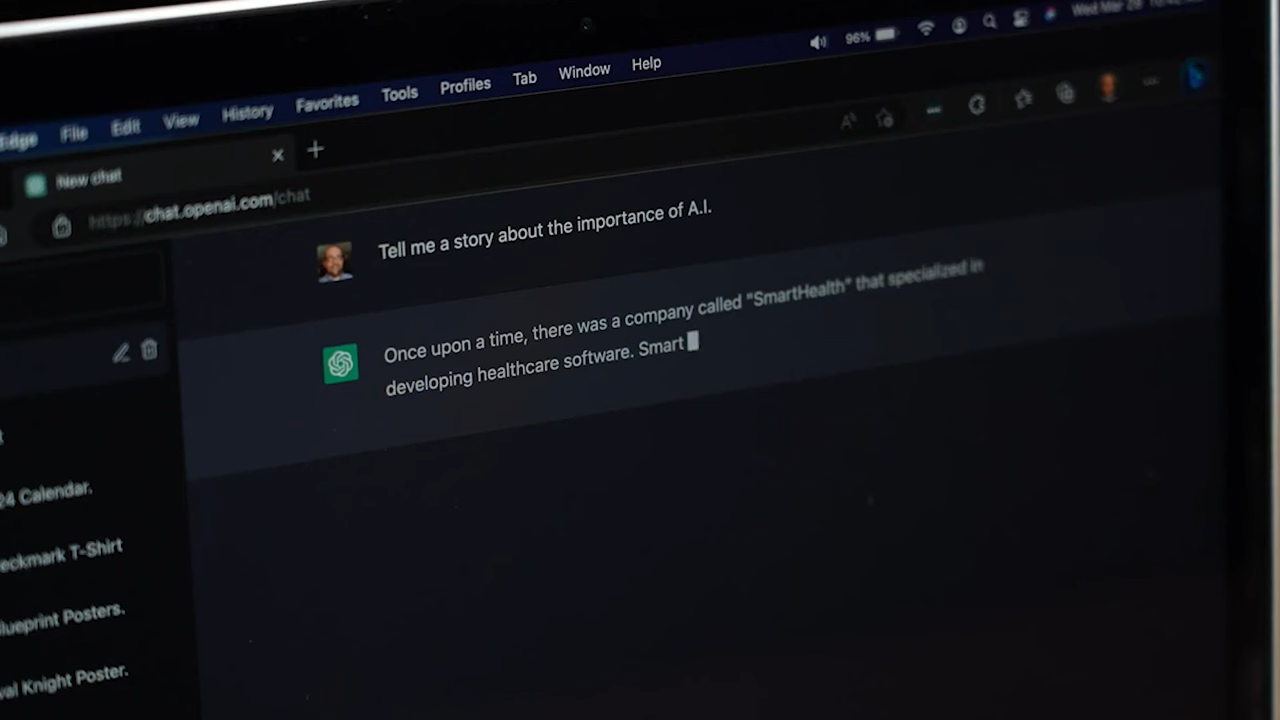 96%
Wed Mar
Edge File Edit View History Favorites Tools Profiles Tab Window Help
New chat
https://chat.openai.com/chat
Tell me a story about the importance of A.I.
Once upon a time, there was a company called "SmartHealth" that specialized in
developing healthcare software. Smart
24 Calendar.
eckmark T-Shirt
lueprint Posters.
val Knight Poster.